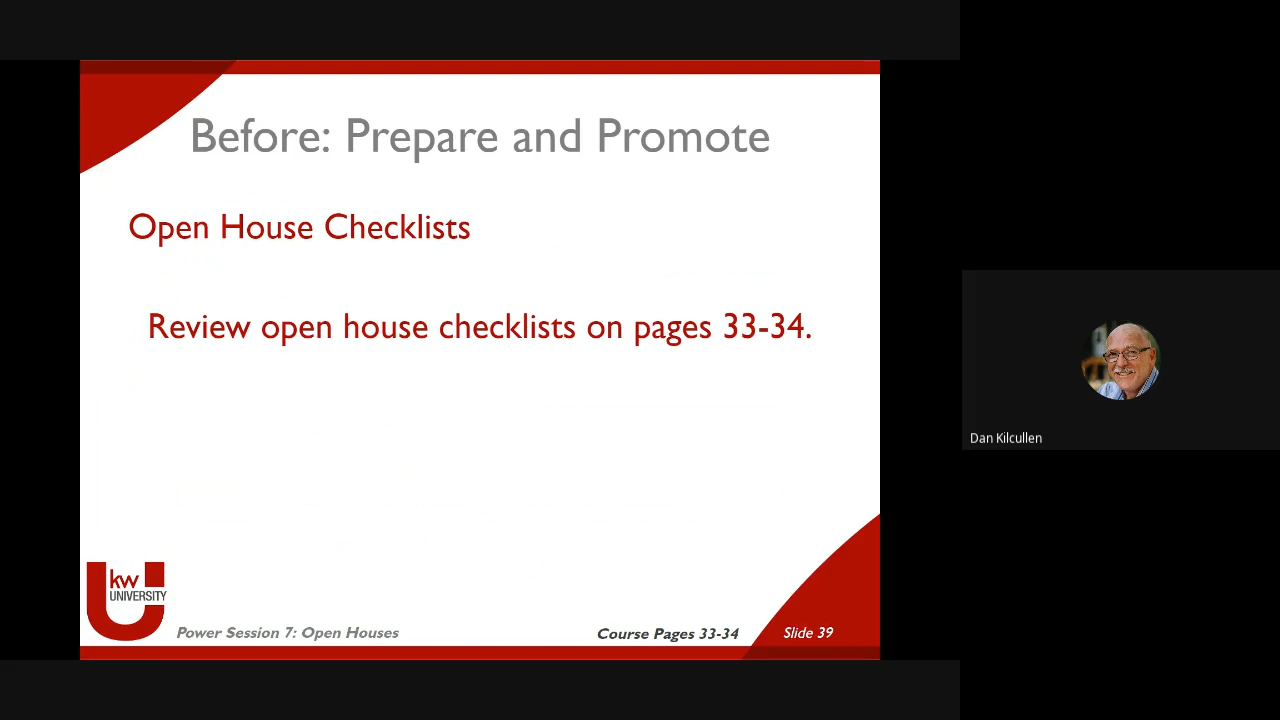 Before: Prepare and Promote
Open House Checklists
Review open house checklists on pages 33-34.
Dan Kilcullen
kw
UNIVERSITY
Power Session 7: Open Houses
Course Pages 33-34
Slide 39